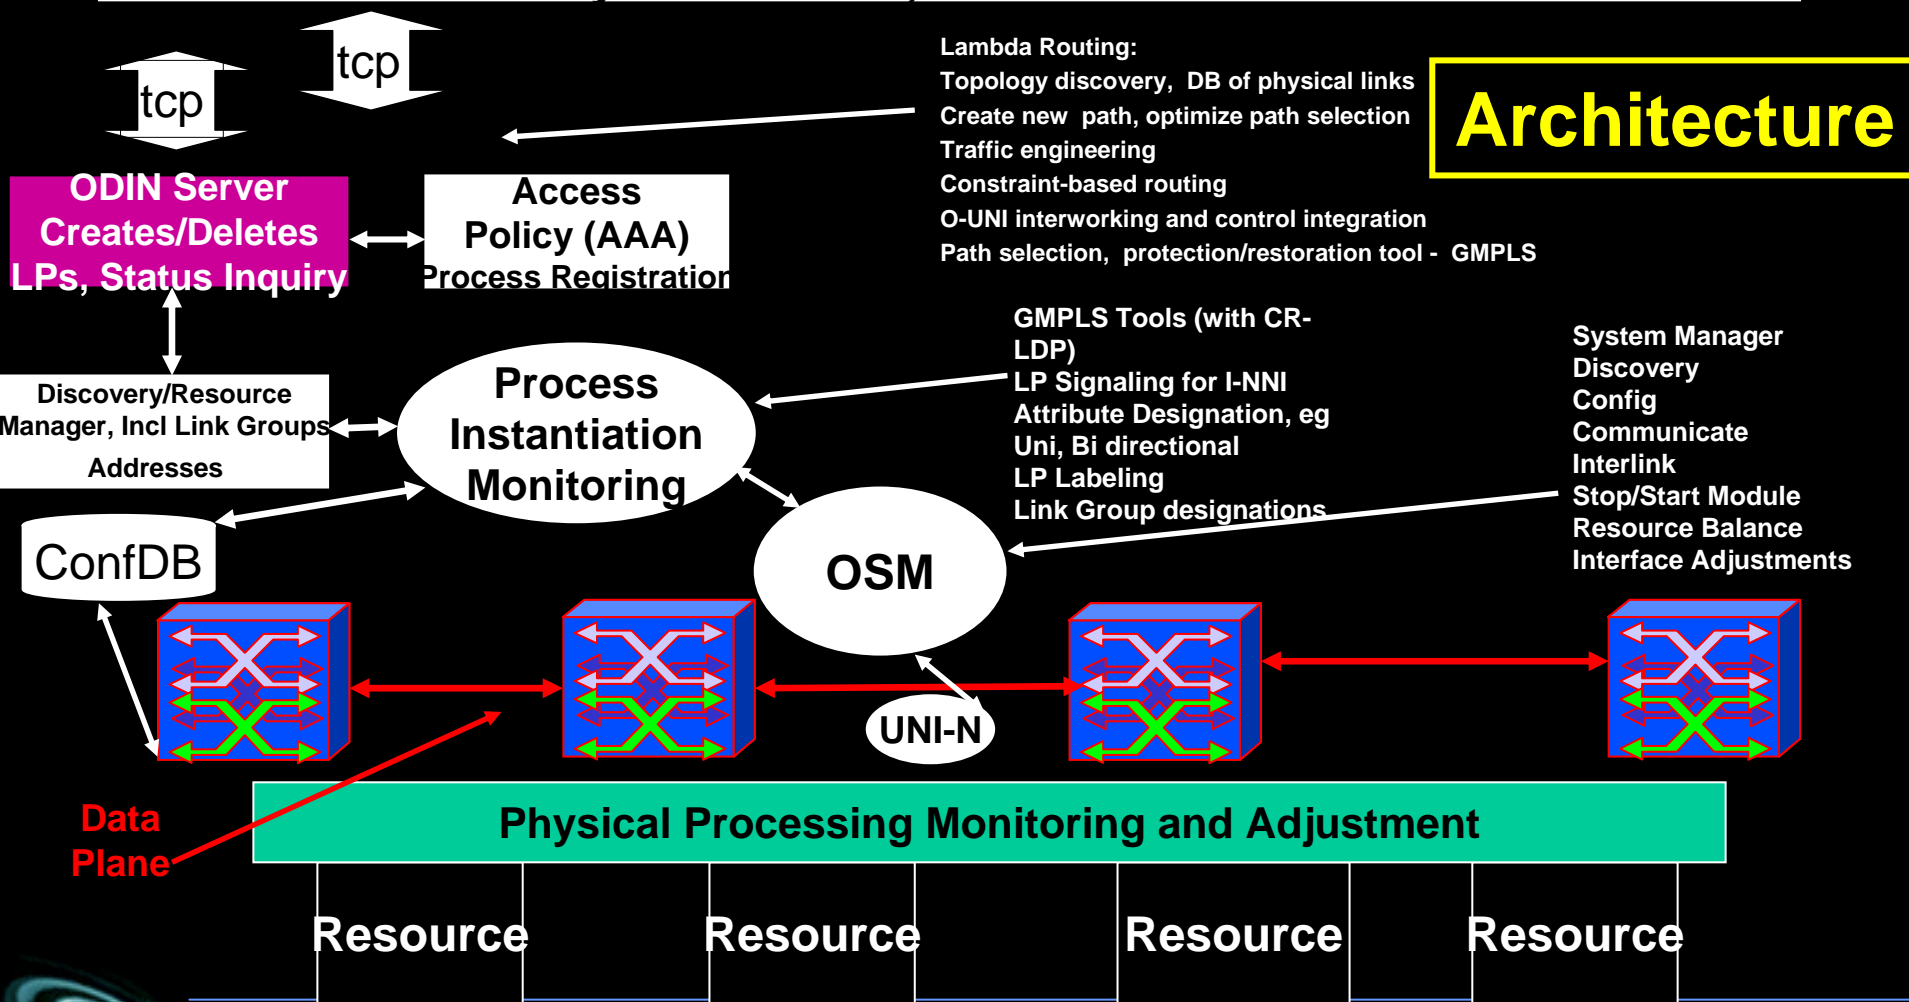 tcp
tcp
Lambda Routing:
Topology discovery, DB of physical links
Create new path, optimize path selection
Traffic engineering
Constraint-based routing
O-UNI interworking and control integration
Path selection, protection/restoration tool - GMPLS
Architecture
ODIN Server
Creates/Deletes
LPs, Status Inquiry
Access
Policy (AAA)
Process Registration
GMPLS Tools (with CR-
LDP)
LP Signaling for I-NNI
Attribute Designation, eg
Uni, Bi directional
LP Labeling
Link Group designations
System Manager
Discovery
Config
Communicate
Interlink
Stop/Start Module
Resource Balance
Interface Adjustments
Discovery/Resource
Manager, Incl Link Groups
Addresses
Process
Instantiation
Monitoring
ConfDB
OSM
UNI-N
Data
Plane
Physical Processing Monitoring and Adjustment
Resource
Resource
Resource
Resource